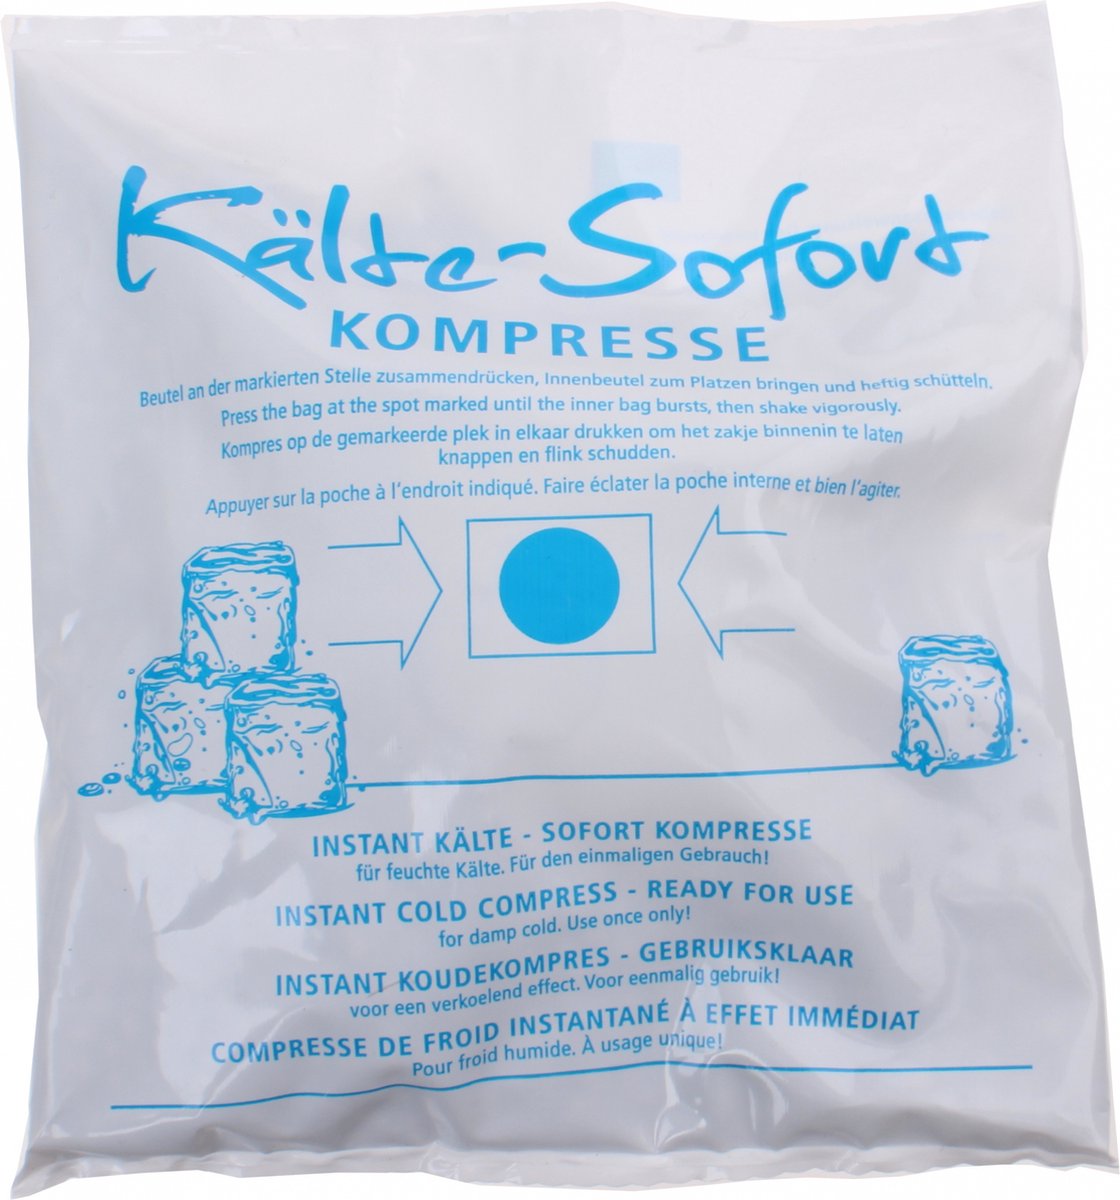 Kälte-Sofort
KOMPRESSE
Beutel an der markierten Stelle zusammendrücken, Innenbeutel zum Platzen bringen und heftig schütteln.
Press the bag at the spot marked until the inner bag bursts, then shake vigorously.
Kompres op de gemarkeerde plek in elkaar drukken om het zakje binnenin te laten
knappen en flink schudden.
Appuyer sur la poche à l'endroit indiqué. Faire éclater la poche interne et bien l'agiter.
INSTANT KÄLTE - SOFORT KOMPRESSE
für feuchte Kälte. Für den einmaligen Gebrauch!
INSTANT COLD COMPRESS - READY FOR USE
for damp cold. Use once only!
INSTANT KOUDEKOMPRES - GEBRUIKSKLAAR
voor een verkoelend effect. Voor eenmalig gebruik!
COMPRESSE DE FROID INSTANTANÉ À EFFET IMMÉDIAT
Pour froid humide. À usage unique!